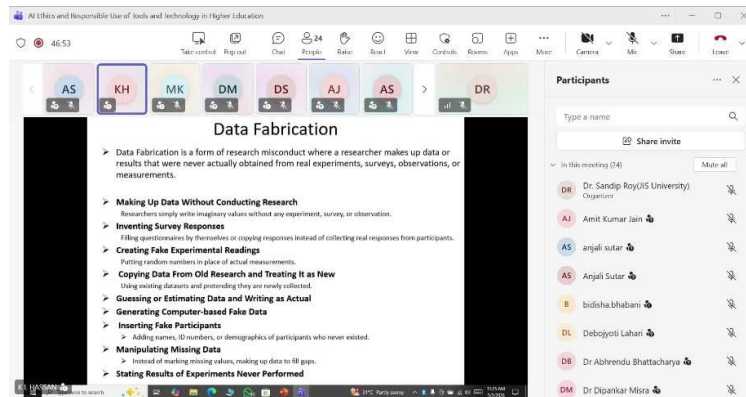 AI Ethics and Responsible Use of Tools and Technology in Higher Education
46:53
Take control
Pop out
Chat
24
People
Raise
React
View
Controls
Rooms
Apps
More
Camera
Mic
Share
Leave
AS
KH
MK
DM
DS
AJ
AS
DR
Data Fabrication
Data Fabrication is a form of research misconduct where a researcher makes up data or
results that were never actually obtained from real experiments, surveys, observations, or
measurements.
Making Up Data Without Conducting Research
Researchers simply write imaginary values without any experiment, survey, or observation.
Inventing Survey Responses
Filling questionnaires by themselves or copying responses instead of collecting real responses from participants.
Creating Fake Experimental Readings
Putting random numbers in place of actual measurements.
Copying Data From Old Research and Treating It as New
Using existing datasets and pretending they are newly collected.
Guessing or Estimating Data and Writing as Actual
Generating Computer-based Fake Data
Inserting Fake Participants
Adding names, ID numbers, or demographics of participants who never existed.
Manipulating Missing Data
Instead of marking missing values, making up data to fill gaps.
Stating Results of Experiments Never Performed
HASSAN
to search
31°C Partly sunny
Participants
Type a name
Share invite
In this meeting (24)
Mute all
DR
Dr. Sandip Roy(JIS University)
Organizer
AJ
Amit Kumar Jain
AS
anjali sutar
AS
Anjali Sutar
B
bidisha.bhabani
DL
Debojyoti Lahari
DB
Dr Abhrendu Bhattacharya
DM
Dr Dipankar Misra